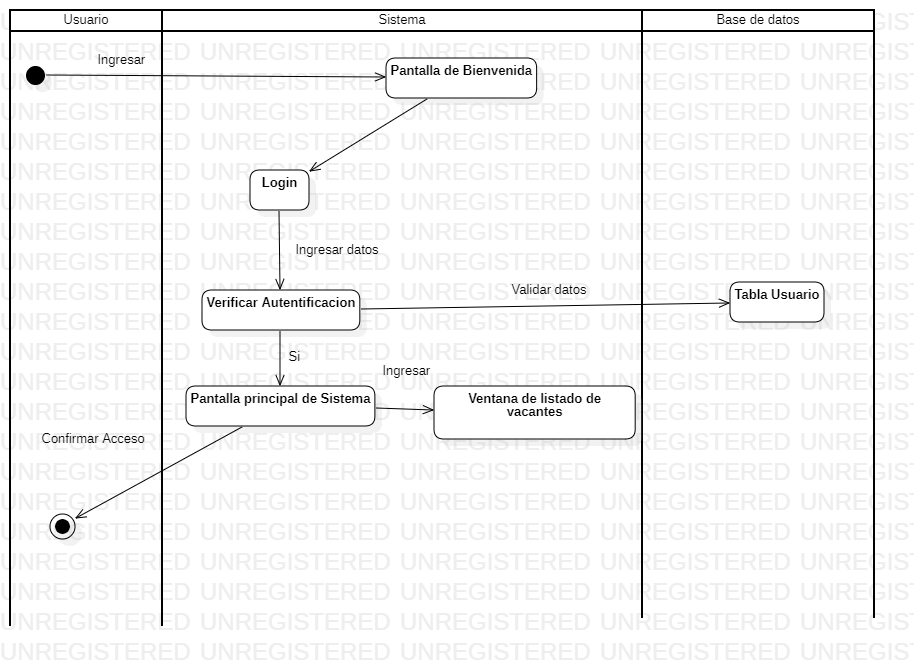 Usuario
Sistema
Base de datos
Ingresar
Pantalla de Bienvenida
Login
Ingresar datos
Validar datos
Verificar Autentificacion
Tabla Usuario
Si
Ingresar
Pantalla principal de Sistema
Ventana de listado de
vacantes
Confirmar Acceso
UNREGISTERED